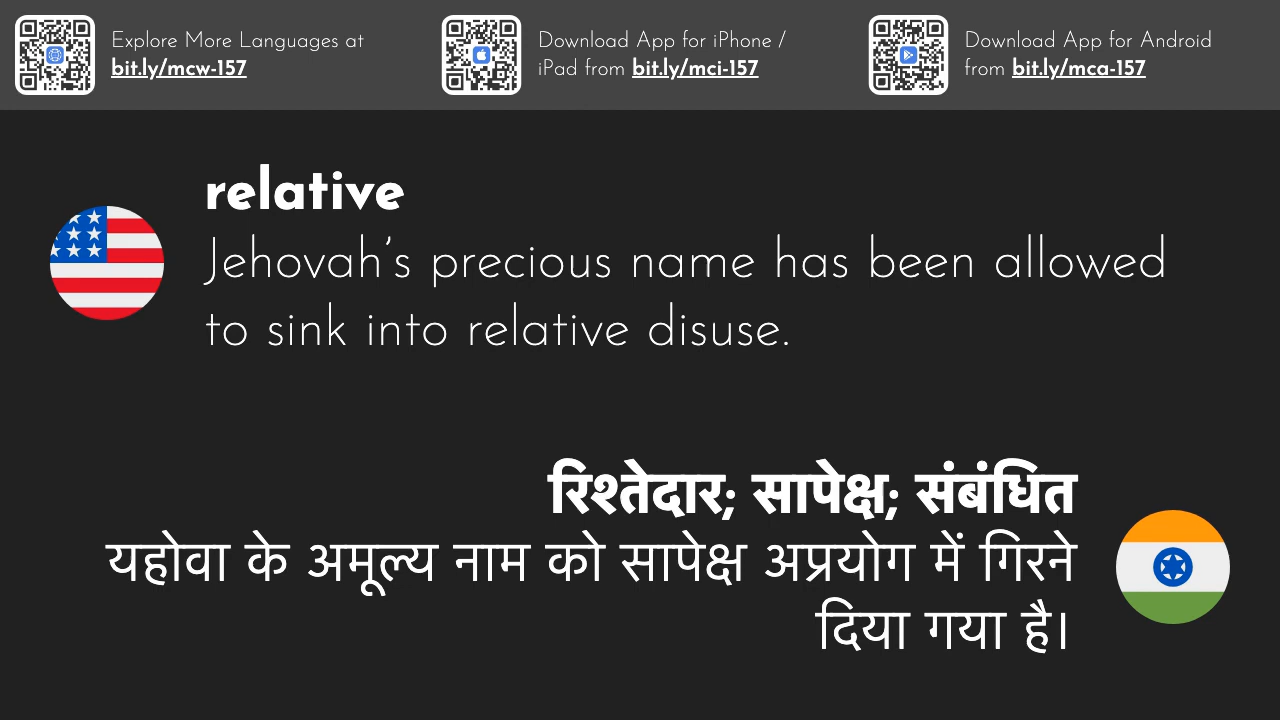 Explore More Languages at
bit.ly/mcw-157
Download App for iPhone /
iPad from bit.ly/mci-157
Download App for Android
from bit.ly/mca-157
relative
Jehovah’s precious name has been allowed
to sink into relative disuse.
रिश्तेदार; सापेक्ष; संबंधित
यहोवा के अमूल्य नाम को सापेक्ष अप्रयोग में गिरने
दिया गया है।